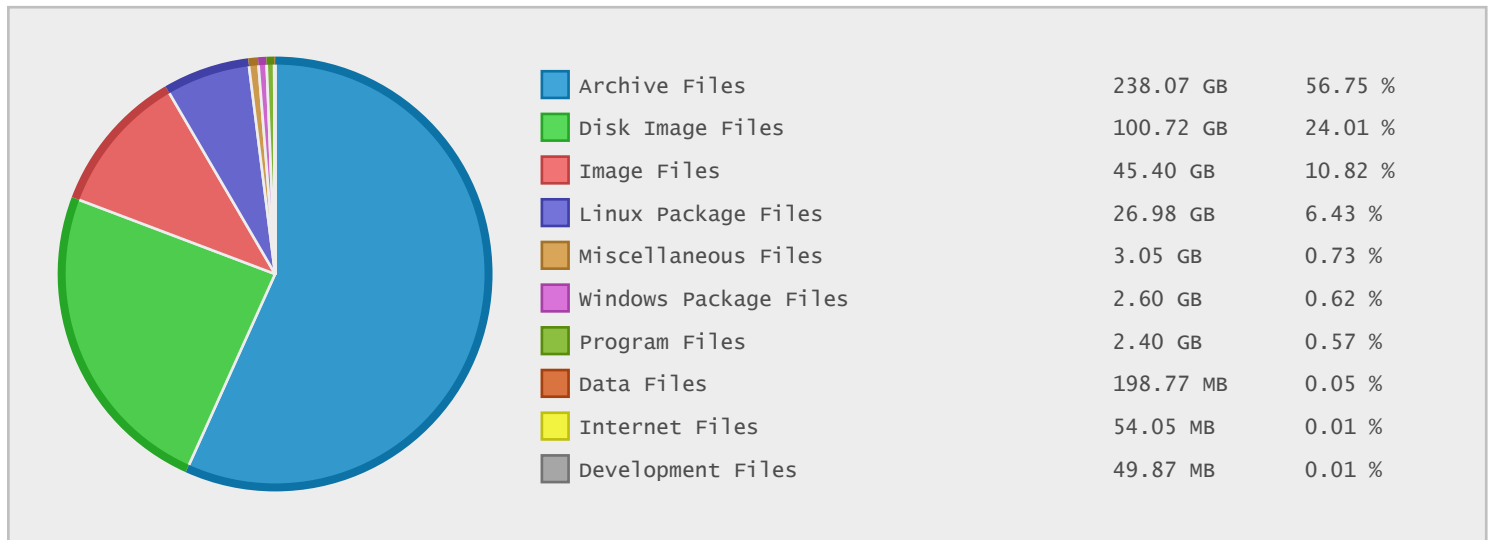 Archive Files 238.07 GB 56.75 %
Disk Image Files 100.72 GB 24.01 %
Image Files 45.40 GB 10.82 %
Linux Package Files 26.98 GB 6.43 %
Miscellaneous Files 3.05 GB 0.73 %
Windows Package Files 2.60 GB 0.62 %
Program Files 2.40 GB 0.57 %
Data Files 198.77 MB 0.05 %
Internet Files 54.05 MB 0.01 %
Development Files 49.87 MB 0.01 %